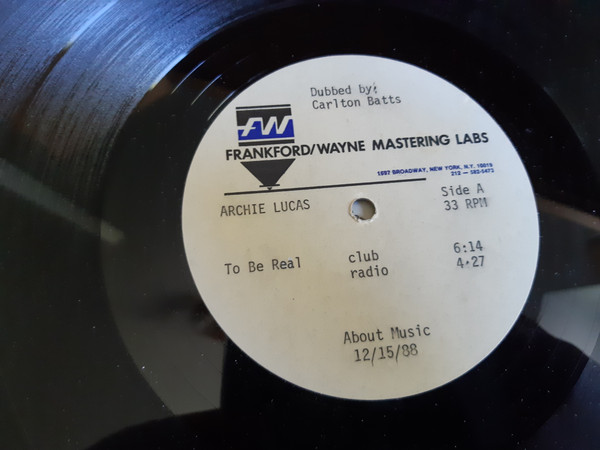 Dubbed by:
Carlton Batts
FW
FRANKFORD/WAYNE MASTERING LABS
1697 BROADWAY, NEW YORK, N.Y. 10019
212 — 582-5473
ARCHIE LUCAS
Side A
33 RPM
To Be Real club 6:14
radio 4:27
About Music
12/15/88